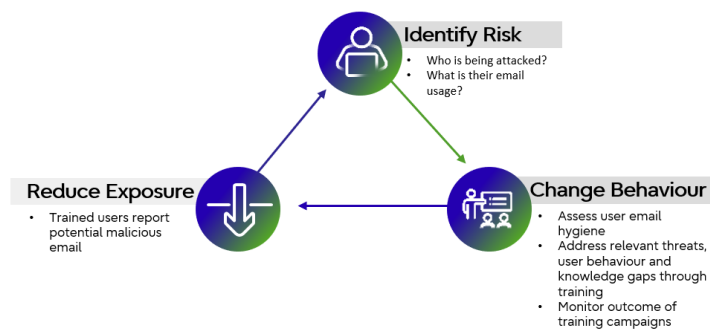 Identify Risk
• Who is being attacked?
• What is their email
usage?
Reduce Exposure
• Trained users report
potential malicious
email
Change Behaviour
• Assess user email
hygiene
• Address relevant threats,
user behaviour and
knowledge gaps through
training
• Monitor outcome of
training campaigns